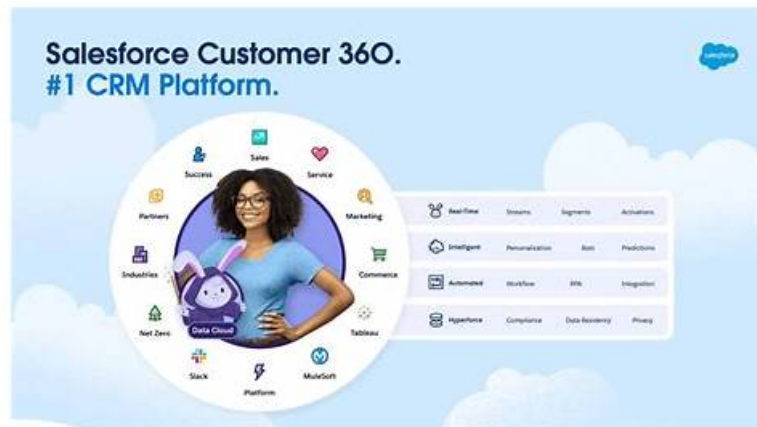 Salesforce Customer 360.
#1 CRM Platform.
salesforce
Sales
Service
Marketing
Commerce
Tableau
MuleSoft
Platform
Slack
Net Zero
Industries
Partners
Success
Data Cloud
Real-Time Streams Segments Activations
Intelligent Personalization Bots Predictions
Automated Workflow RPA Integration
Hyperforce Compliance Data Residency Privacy